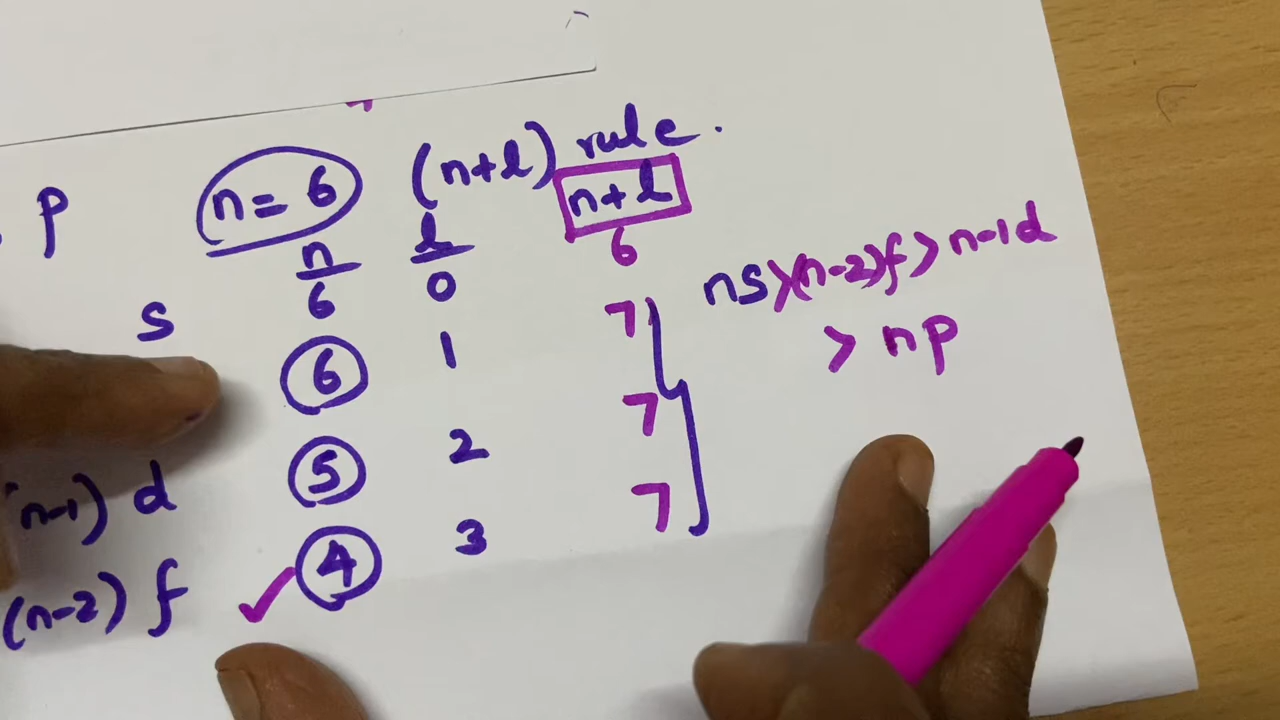 p n = 6 (n+l) rule.
n l n+l
s 6 0 6
6 1 7
(n-1) d 5 2 7
(n-2) f ✓ 4 3 7
ns>(n-2)f>n-1d
> np